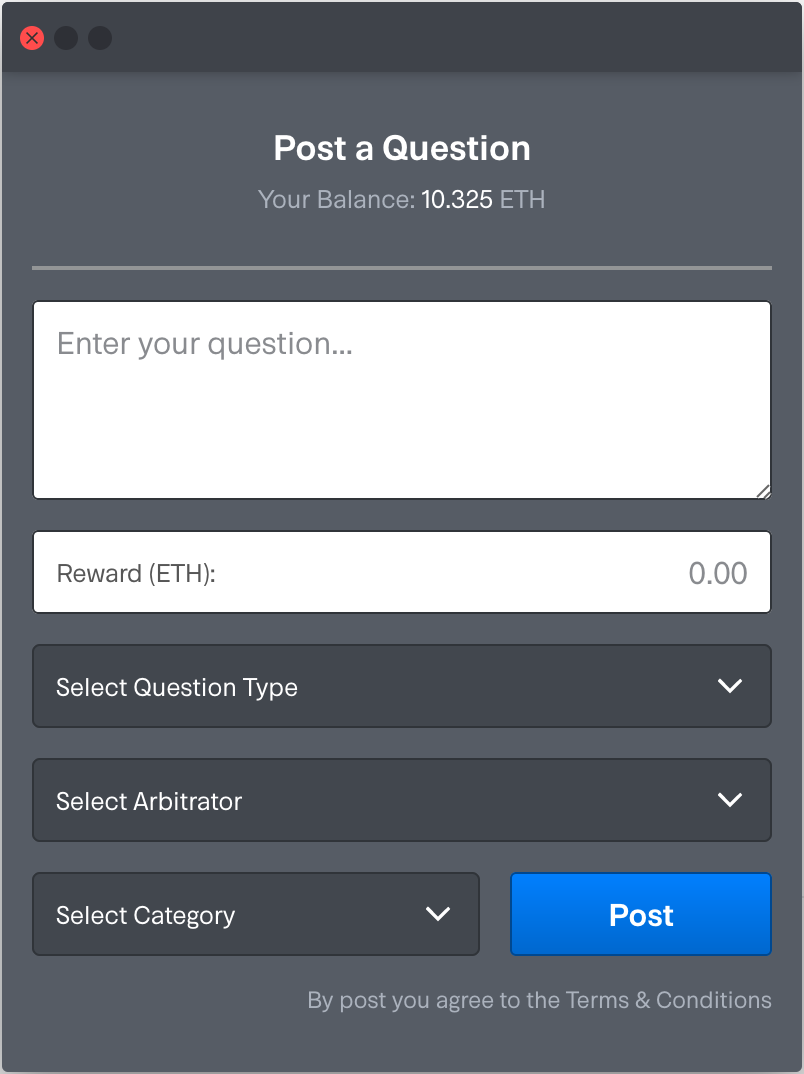 Post a Question
Your Balance: 10.325 ETH
Enter your question...
Reward (ETH): 0.00
Select Question Type
Select Arbitrator
Select Category
Post
By post you agree to the Terms & Conditions